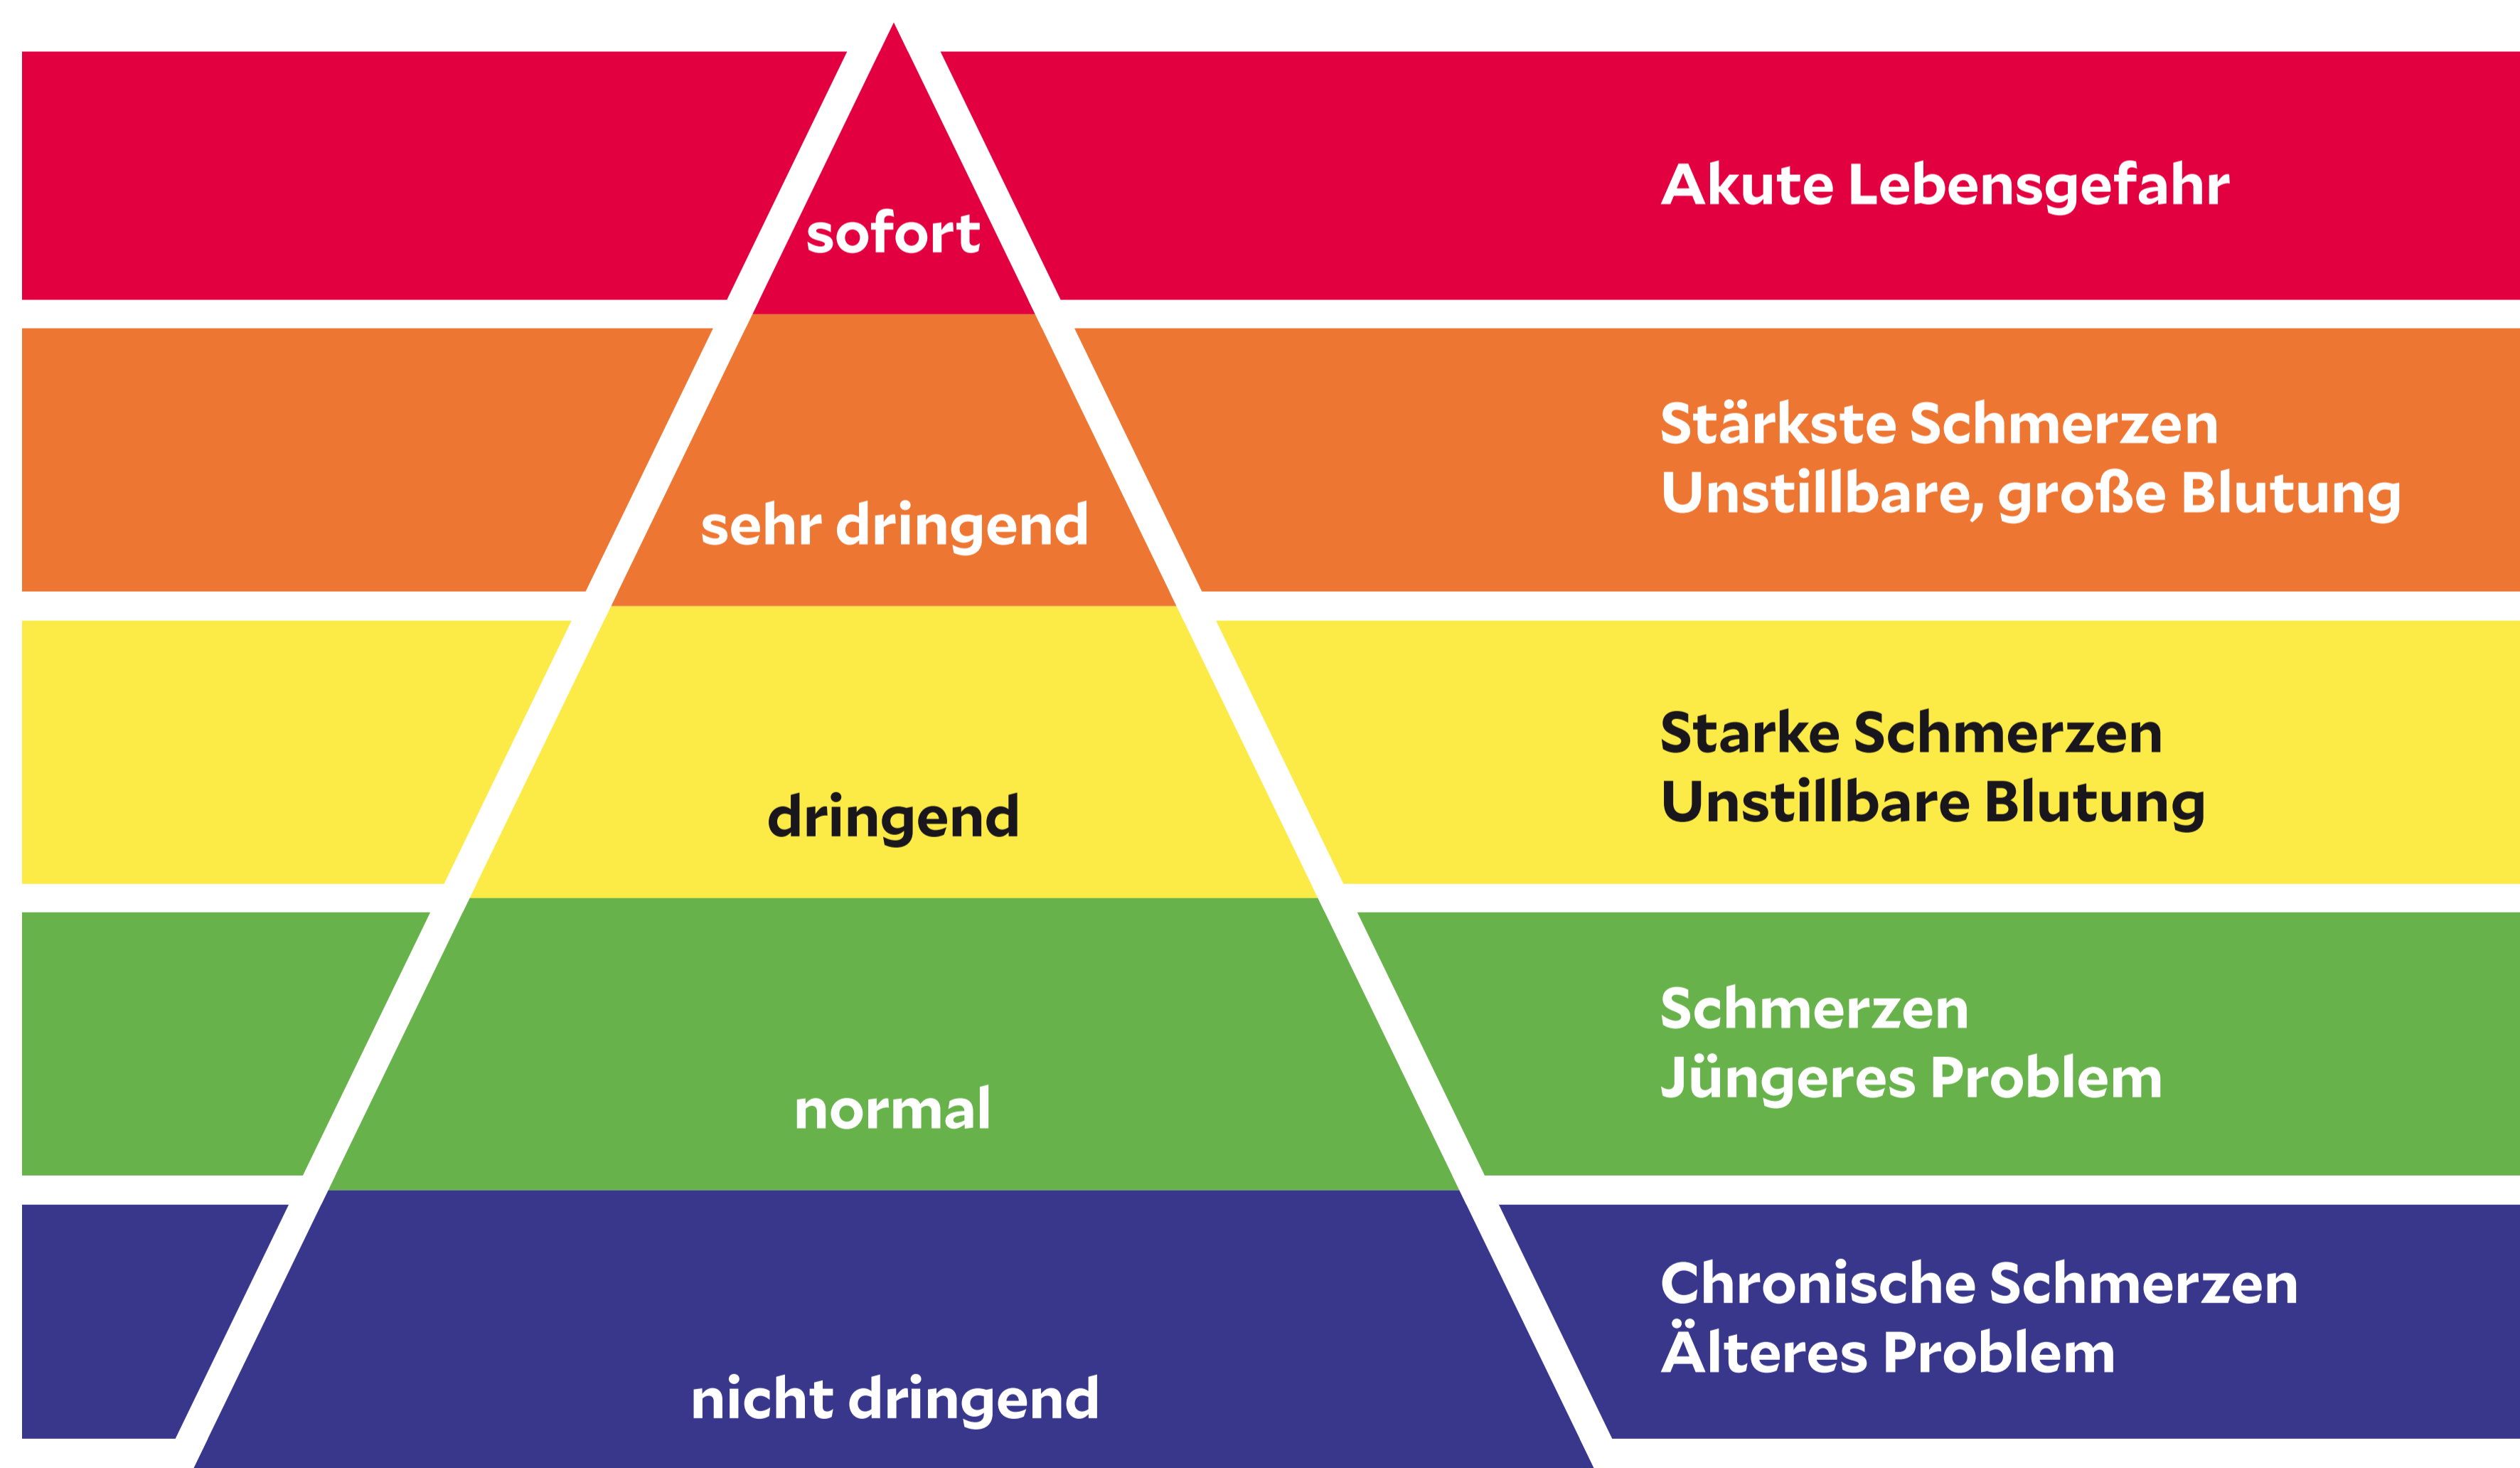 sofort
Akute Lebensgefahr
sehr dringend
Stärkste Schmerzen
Unstillbare, große Blutung
dringend
Starke Schmerzen
Unstillbare Blutung
normal
Schmerzen
Jüngeres Problem
nicht dringend
Chronische Schmerzen
Älteres Problem